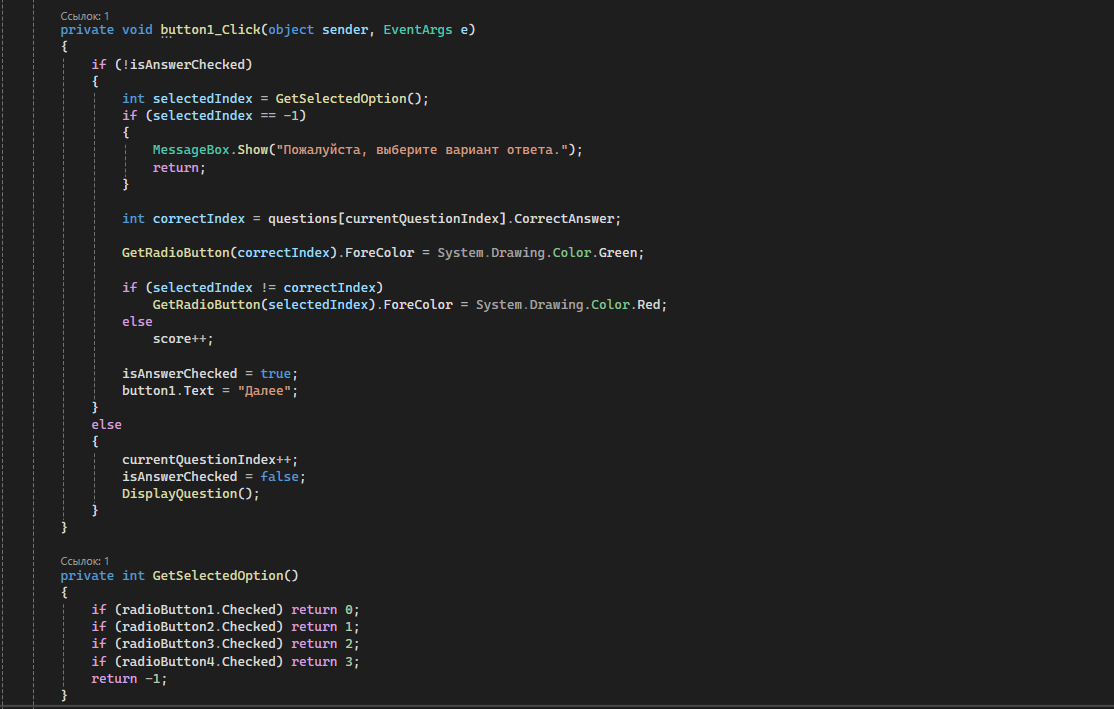 Ссылок: 1
private void button1_Click(object sender, EventArgs e)
{
if (!isAnswerChecked)
{
int selectedIndex = GetSelectedOption();
if (selectedIndex == -1)
{
MessageBox.Show("Пожалуйста, выберите вариант ответа.");
return;
}
int correctIndex = questions[currentQuestionIndex].CorrectAnswer;
GetRadioButton(correctIndex).ForeColor = System.Drawing.Color.Green;
if (selectedIndex != correctIndex)
GetRadioButton(selectedIndex).ForeColor = System.Drawing.Color.Red;
else
score++;
isAnswerChecked = true;
button1.Text = "Далее";
}
else
{
currentQuestionIndex++;
isAnswerChecked = false;
DisplayQuestion();
}
}
Ссылок: 1
private int GetSelectedOption()
{
if (radioButton1.Checked) return 0;
if (radioButton2.Checked) return 1;
if (radioButton3.Checked) return 2;
if (radioButton4.Checked) return 3;
return -1;
}